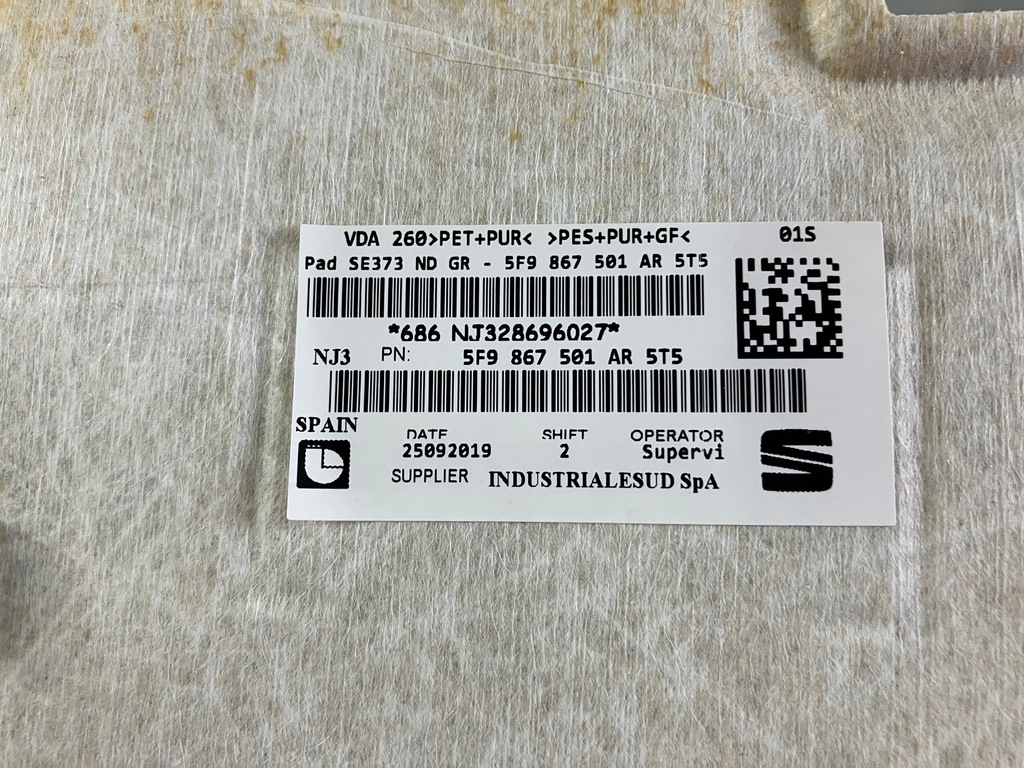 VDA 260>PET+PUR< >PES+PUR+GF< 01S
Pad SE373 ND GR - 5F9 867 501 AR 5T5
*686 NJ328696027*
NJ3 PN: 5F9 867 501 AR 5T5
SPAIN
DATE SHIFT OPERATOR
25092019 2 Supervi
SUPPLIER INDUSTRIALESUD SpA